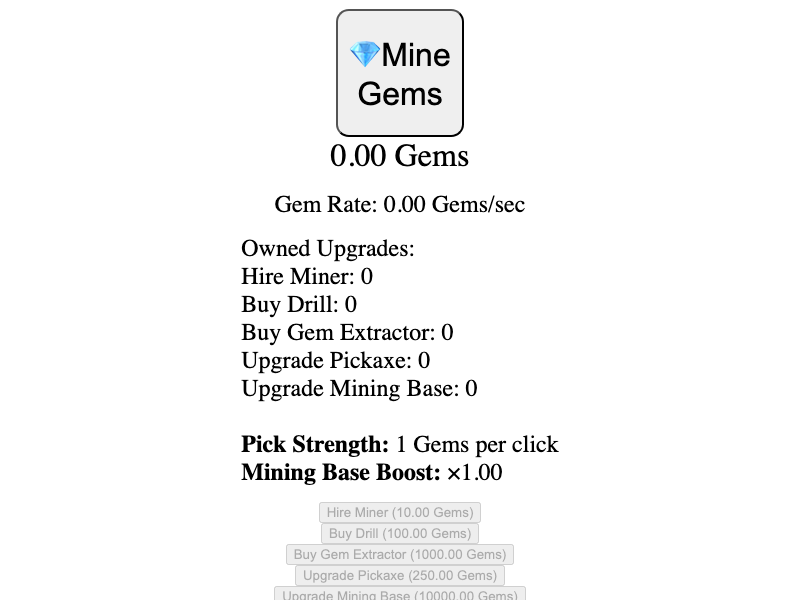 💎Mine
Gems
0.00 Gems
Gem Rate: 0.00 Gems/sec
Owned Upgrades:
Hire Miner: 0
Buy Drill: 0
Buy Gem Extractor: 0
Upgrade Pickaxe: 0
Upgrade Mining Base: 0
Pick Strength: 1 Gems per click
Mining Base Boost: ×1.00
Hire Miner (10.00 Gems)
Buy Drill (100.00 Gems)
Buy Gem Extractor (1000.00 Gems)
Upgrade Pickaxe (250.00 Gems)
Upgrade Mining Base (10000.00 Gems)